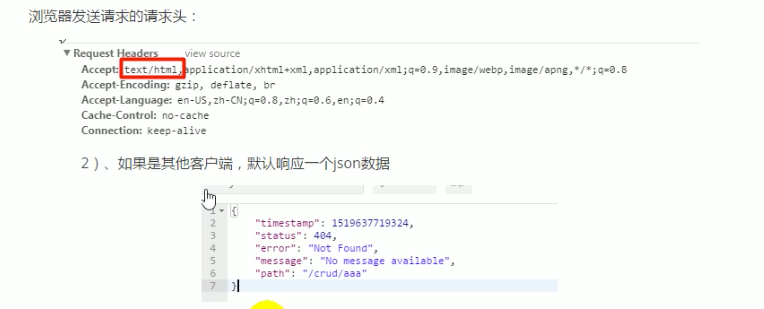 浏览器发送请求的请求头：
Request Headers view source
Accept: text/html,application/xhtml+xml,application/xml;q=0.9,image/webp,image/apng,*/*;q=0.8
Accept-Encoding: gzip, deflate, br
Accept-Language: en-US,zh-CN;q=0.8,zh;q=0.6,en;q=0.4
Cache-Control: no-cache
Connection: keep-alive
2）、如果是其他客户端，默认响应一个json数据
1 {
2 "timestamp": 1519637719324,
3 "status": 404,
4 "error": "Not Found",
5 "message": "No message available",
6 "path": "/crud/aaa"
7 }